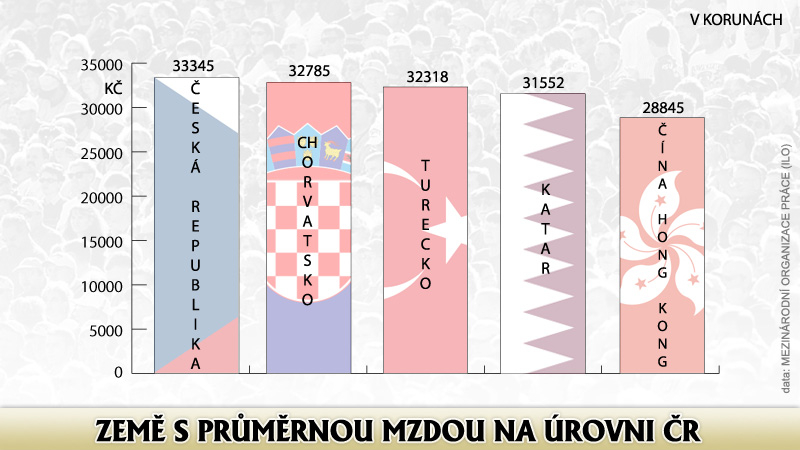 V KORUNÁCH
35000
KČ
30000
25000
20000
15000
10000
5000
0
33345
ČESKÁ REPUBLIKA
32785
CHORVATSKO
32318
TURECKO
31552
KATAR
28845
ČÍNA HONG KONG
data: MEZINÁRODNÍ ORGANIZACE PRÁCE (ILO)
ZEMĚ S PRŮMĚRNOU MZDOU NA ÚROVNI ČR